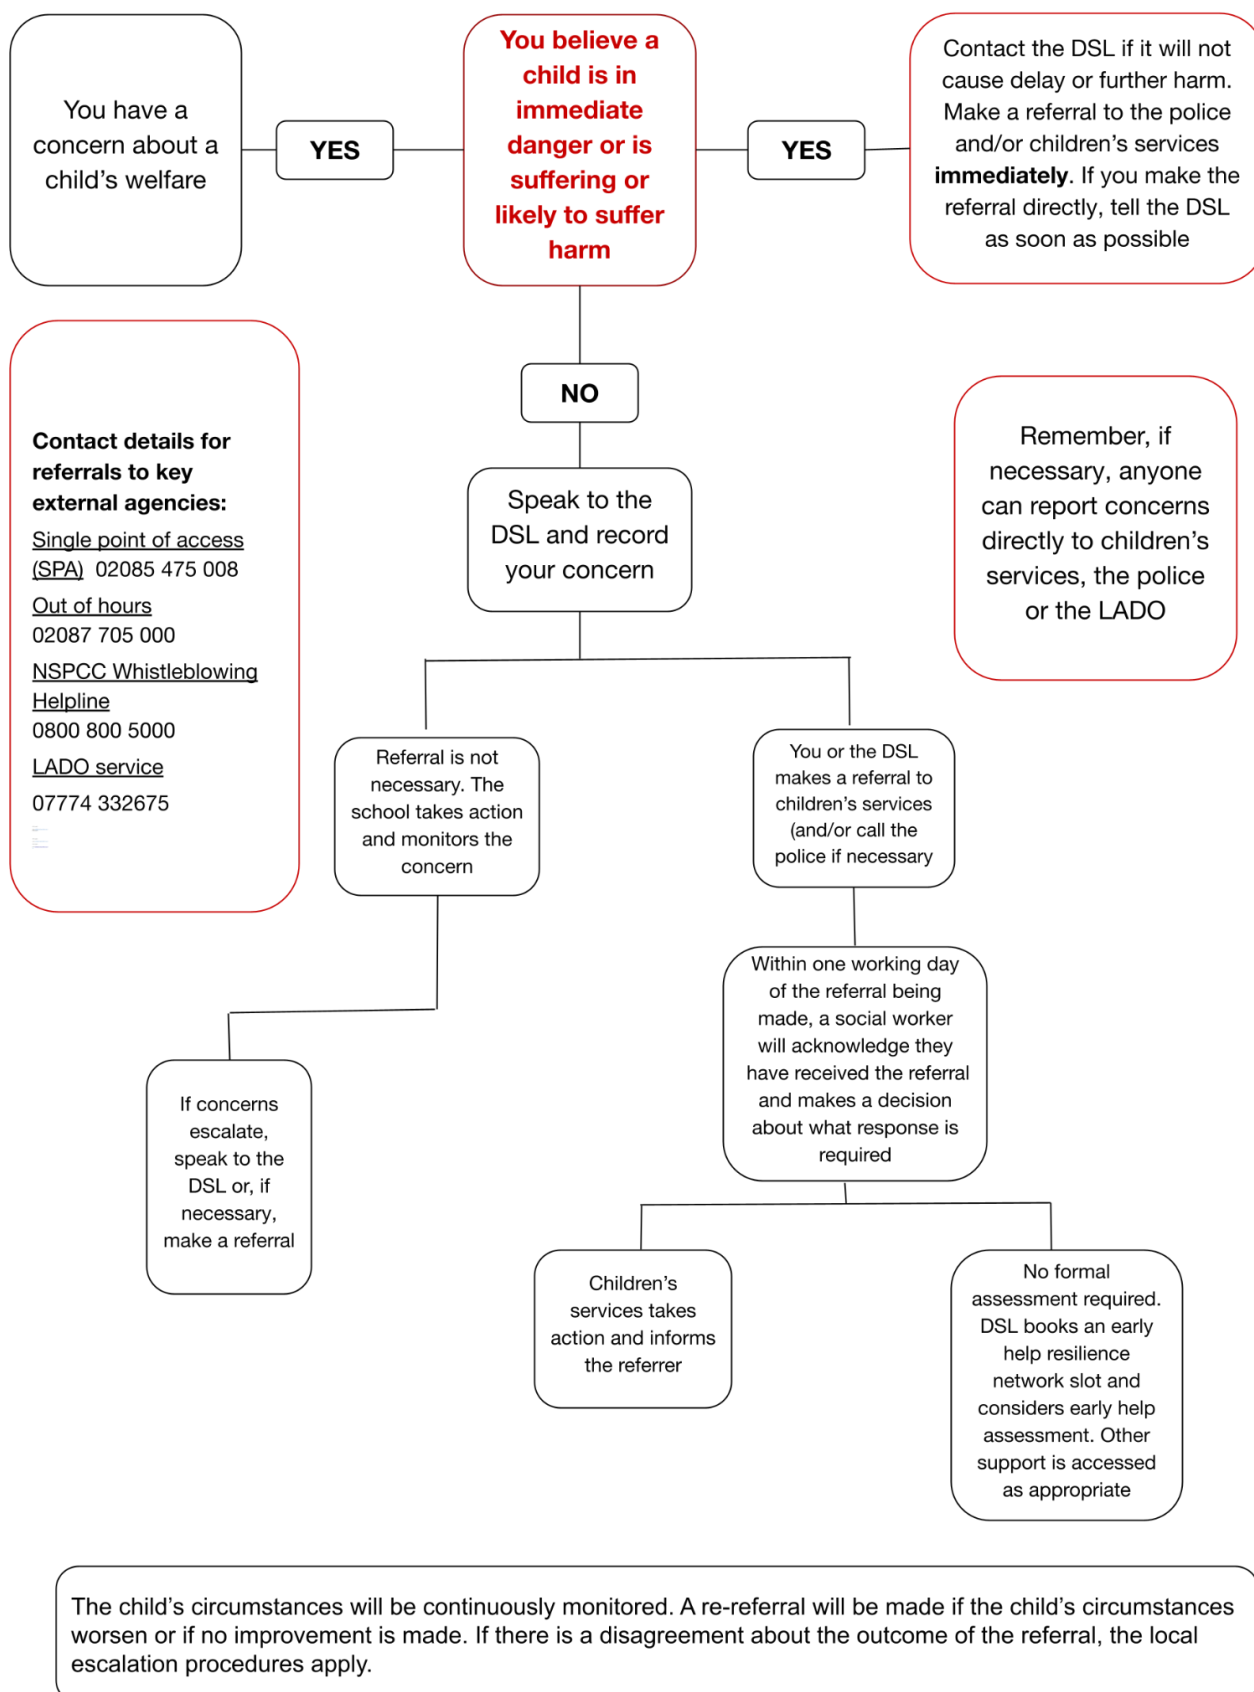 You have a
concern about a
child's welfare
YES
You believe a
child is in
immediate
danger or is
suffering or
likely to suffer
harm
YES
Contact the DSL if it will not
cause delay or further harm.
Make a referral to the police
and/or children's services
immediately. If you make the
referral directly, tell the DSL
as soon as possible
NO
Contact details for
referrals to key
external agencies:
Single point of access
(SPA) 02085 475 008
Out of hours
02087 705 000
NSPCC Whistleblowing
Helpline
0800 800 5000
LADO service
07774 332675
Speak to the
DSL and record
your concern
Remember, if
necessary, anyone
can report concerns
directly to children's
services, the police
or the LADO
Referral is not
necessary. The
school takes action
and monitors the
concern
You or the DSL
makes a referral to
children's services
(and/or call the
police if necessary
If concerns
escalate,
speak to the
DSL or, if
necessary,
make a referral
Within one working day
of the referral being
made, a social worker
will acknowledge they
have received the referral
and makes a decision
about what response is
required
Children's
services takes
action and informs
the referrer
No formal
assessment required.
DSL books an early
help resilience
network slot and
considers early help
assessment. Other
support is accessed
as appropriate
The child's circumstances will be continuously monitored. A re-referral will be made if the child's circumstances
worsen or if no improvement is made. If there is a disagreement about the outcome of the referral, the local
escalation procedures apply.